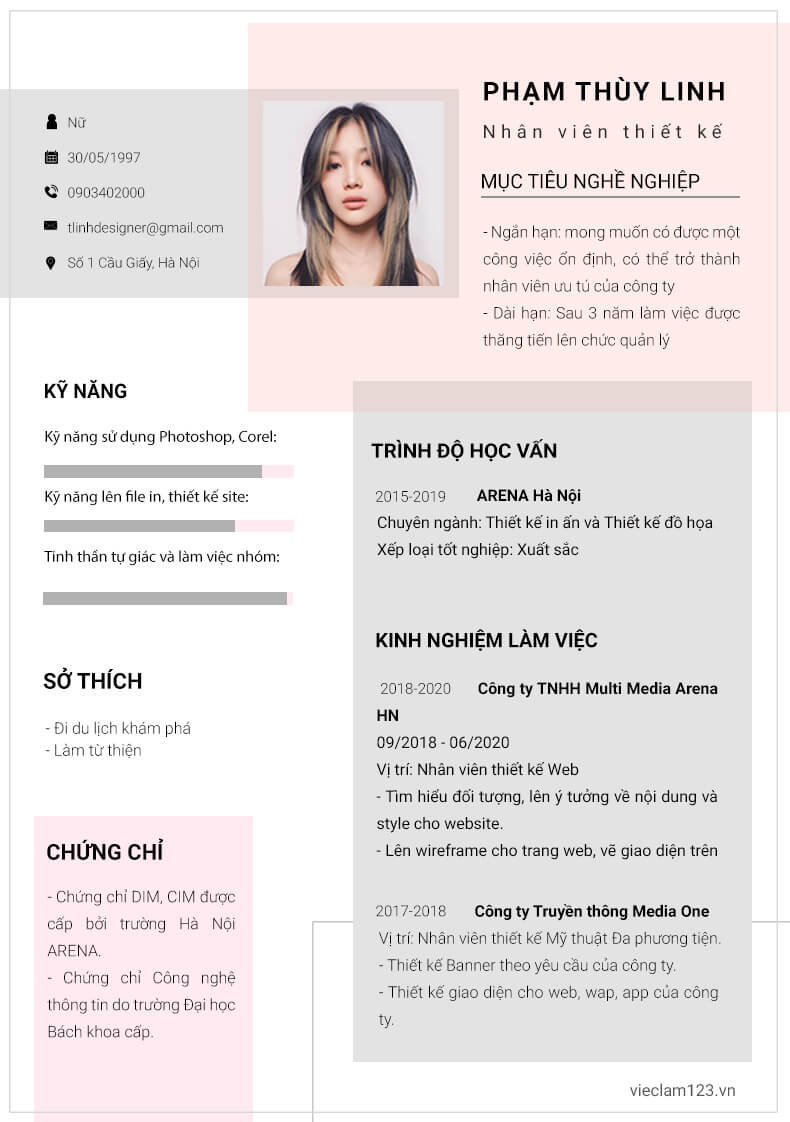 Nữ
30/05/1997
0903402000
tlinhdesigner@gmail.com
Số 1 Cầu Giấy, Hà Nội
PHẠM THÙY LINH
Nhân viên thiết kế
MỤC TIÊU NGHỀ NGHIỆP
- Ngắn hạn: mong muốn có được một
công việc ổn định, có thể trở thành
nhân viên ưu tú của công ty
- Dài hạn: Sau 3 năm làm việc được
thăng tiến lên chức quản lý
KỸ NĂNG
Kỹ năng sử dụng Photoshop, Corel:
Kỹ năng lên file in, thiết kế site:
Tinh thần tự giác và làm việc nhóm:
SỞ THÍCH
- Đi du lịch khám phá
- Làm từ thiện
CHỨNG CHỈ
- Chứng chỉ DIM, CIM được
cấp bởi trường Hà Nội
ARENA.
- Chứng chỉ Công nghệ
thông tin do trường Đại học
Bách khoa cấp.
TRÌNH ĐỘ HỌC VẤN
2015-2019 ARENA Hà Nội
Chuyên ngành: Thiết kế in ấn và Thiết kế đồ họa
Xếp loại tốt nghiệp: Xuất sắc
KINH NGHIỆM LÀM VIỆC
2018-2020 Công ty TNHH Multi Media Arena
HN
09/2018 - 06/2020
Vị trí: Nhân viên thiết kế Web
- Tìm hiểu đối tượng, lên ý tưởng về nội dung và
style cho website.
- Lên wireframe cho trang web, vẽ giao diện trên
2017-2018 Công ty Truyền thông Media One
Vị trí: Nhân viên thiết kế Mỹ thuật Đa phương tiện.
- Thiết kế Banner theo yêu cầu của công ty.
- Thiết kế giao diện cho web, wap, app của công
ty.
vieclam123.vn